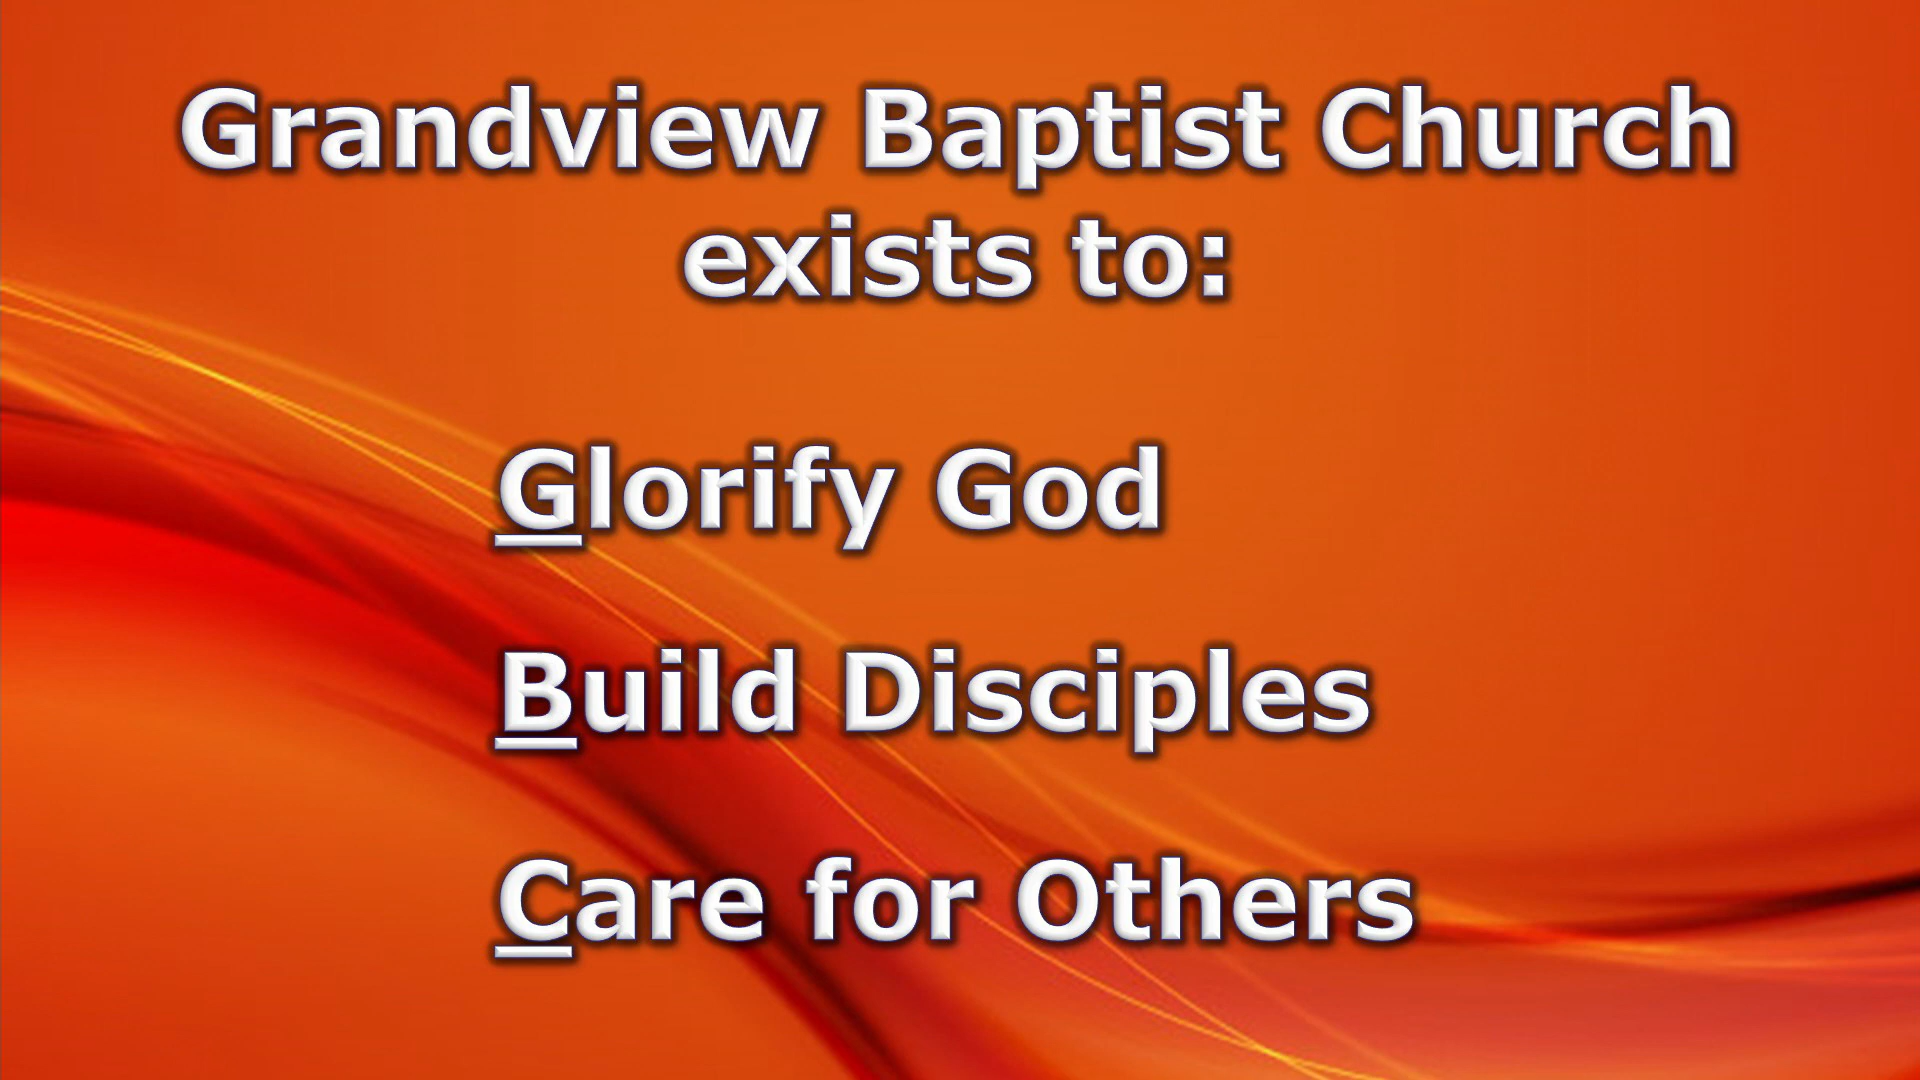 Grandview Baptist Church
exists to:
Glorify God
Build Disciples
Care for Others